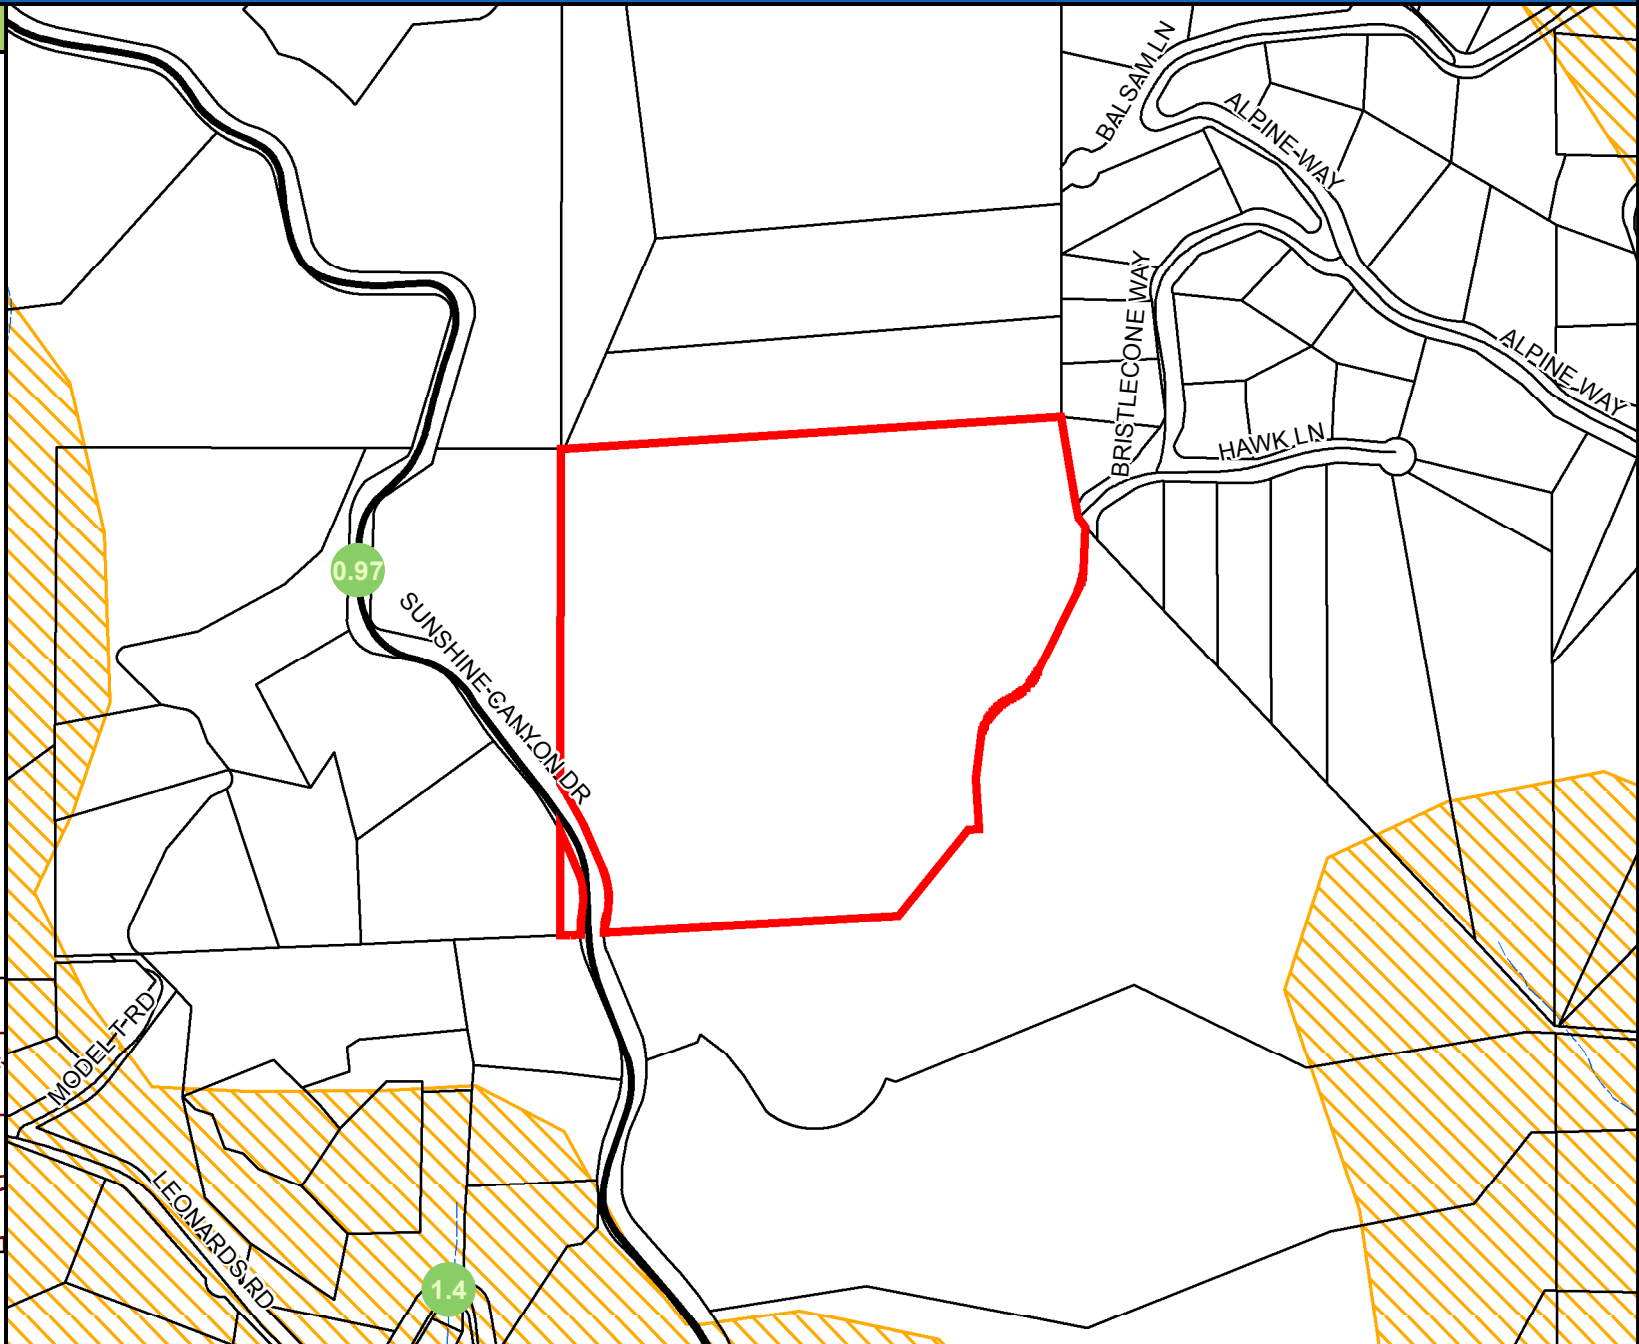 BALSAM LN
ALPINE WAY
BRISTLECONE WAY
ALPINE WAY
HAWK LN
0.97
SUNSHINE CANYON DR
MODEL T RD
LEONARDS RD
1.4